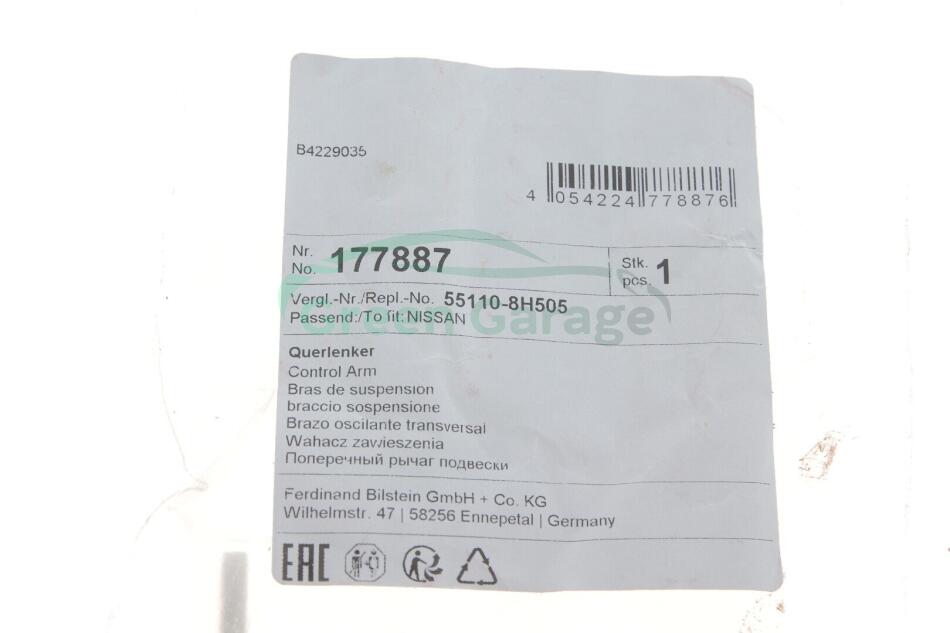 B4229035
4 054224 778876
Nr.
No. 177887
Stk.
pcs. 1
Vergl.-Nr./Repl.-No. 55110-8H505
Passend:/To fit: NISSAN
Green Garage
Querlenker
Control Arm
Bras de suspension
braccio sospensione
Brazo oscilante transversal
Wahacz zawieszenia
Поперечный рычаг подвески
Ferdinand Bilstein GmbH + Co. KG
Wilhelmstr. 47 | 58256 Ennepetal | Germany
EAC